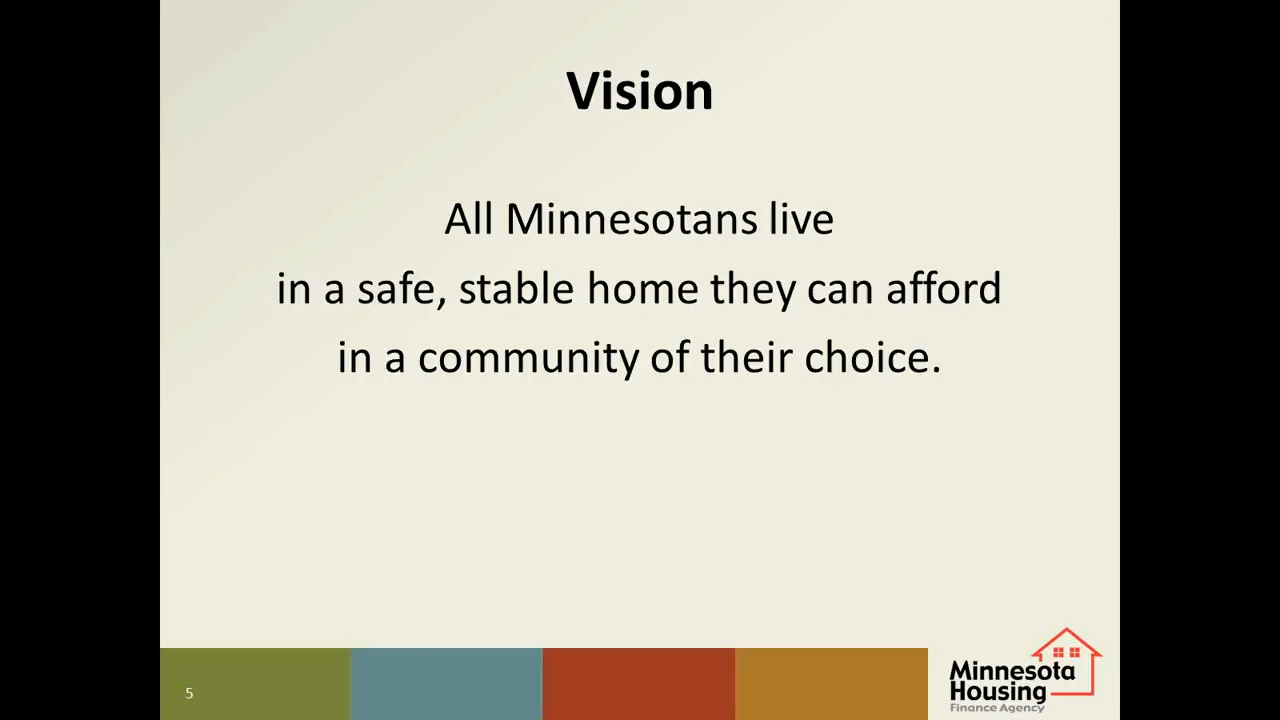 Vision
All Minnesotans live
in a safe, stable home they can afford
in a community of their choice.
5
Minnesota
Housing
Finance Agency